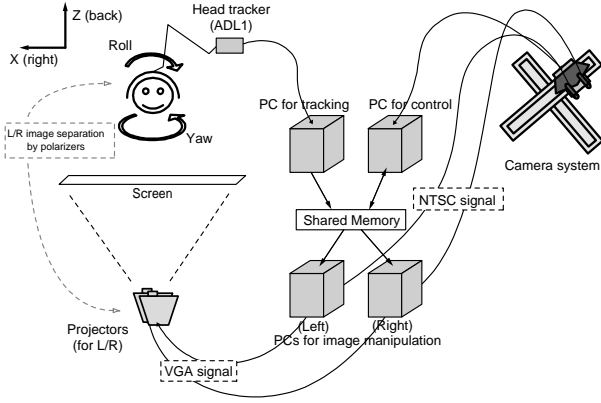 Z (back)
X (right)
Head tracker
(ADL1)
Roll
Yaw
L/R image separation
by polarizers
PC for tracking
PC for control
Camera system
Screen
NTSC signal
Shared Memory
Projectors
(for L/R)
(Left)
(Right)
PCs for image manipulation
VGA signal